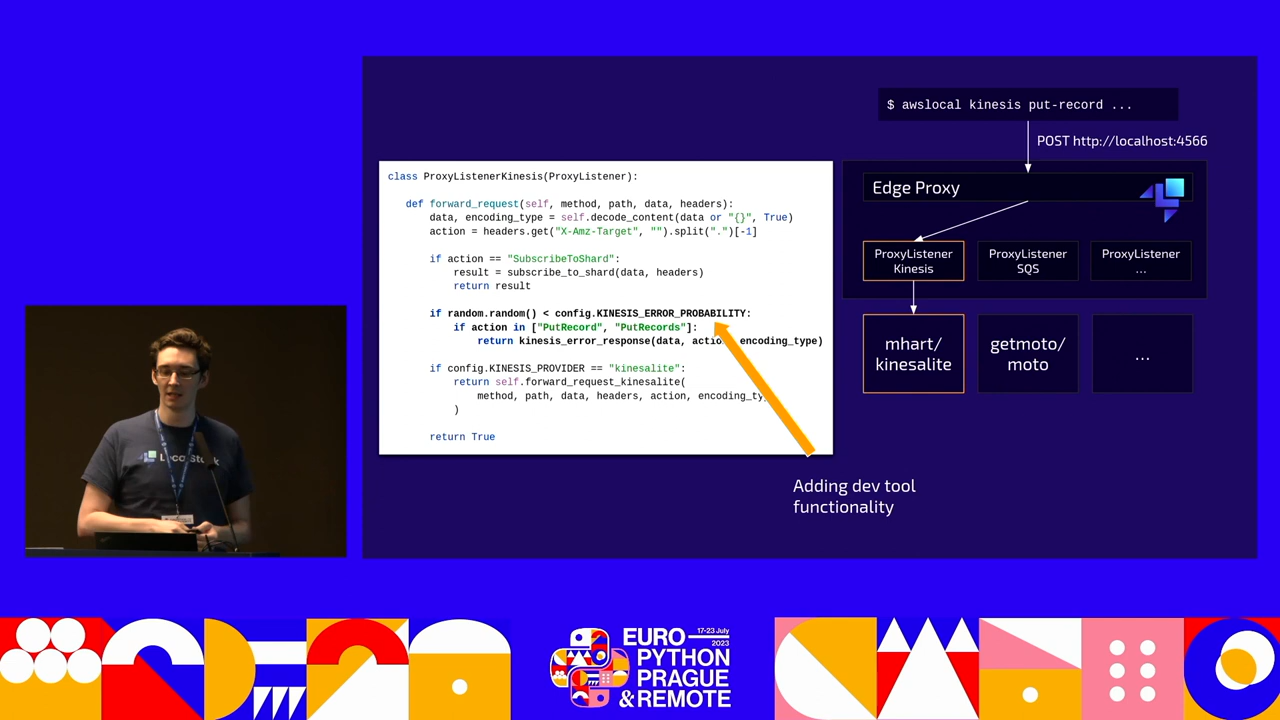 $ awslocal kinesis put-record ...
POST http://localhost:4566
Edge Proxy
ProxyListener
Kinesis
ProxyListener
SQS
ProxyListener
...
mhart/
kinesalite
getmoto/
moto
...
class ProxyListenerKinesis(ProxyListener):
def forward_request(self, method, path, data, headers):
data, encoding_type = self.decode_content(data or "{}", True)
action = headers.get("X-Amz-Target", "").split(".")[-1]
if action == "SubscribeToShard":
result = subscribe_to_shard(data, headers)
return result
if random.random() < config.KINESIS_ERROR_PROBABILITY:
if action in ["PutRecord", "PutRecords"]:
return kinesis_error_response(data, encoding_type)
if config.KINESIS_PROVIDER == "kinesalite":
return self.forward_request_kinesalite(
method, path, data, headers, action,
)
return True
Adding dev tool
functionality
EURO
17-23 July
2023
PYTHON
PRAGUE
& REMOTE